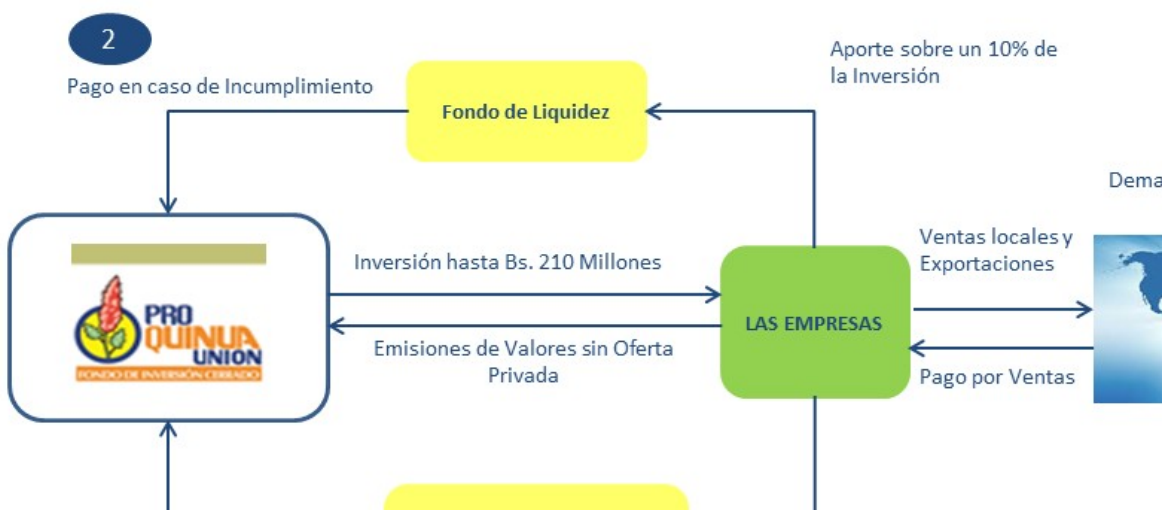 2
Pago en caso de Incumplimiento
Fondo de Liquidez
Aporte sobre un 10% de
la Inversión
Dema
PRO
QUINUA
UNION
FONDO DE INVERSIÓN CERRADO
Inversión hasta Bs. 210 Millones
Emisiones de Valores sin Oferta
Privada
LAS EMPRESAS
Ventas locales y
Exportaciones
Pago por Ventas